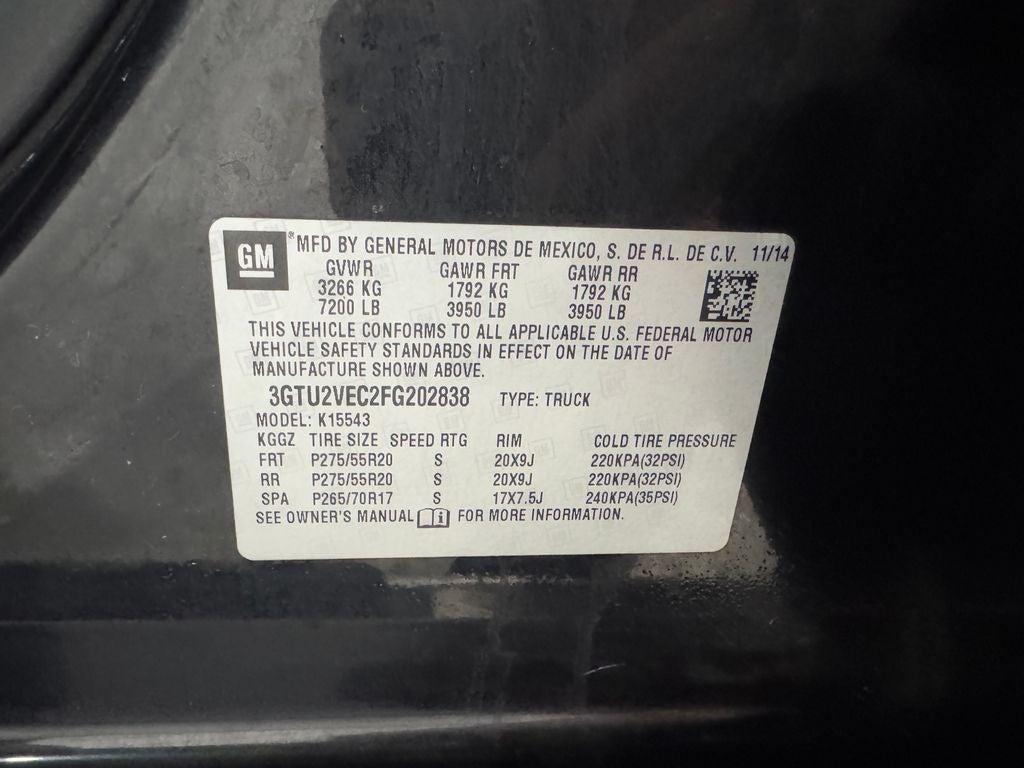 GM ®MFD BY GENERAL MOTORS DE MEXICO, S. DE R.L. DE C.V. 11/14
GVWR GAWR FRT GAWR RR
3266 KG 1792 KG 1792 KG
7200 LB 3950 LB 3950 LB
THIS VEHICLE CONFORMS TO ALL APPLICABLE U.S. FEDERAL MOTOR
VEHICLE SAFETY STANDARDS IN EFFECT ON THE DATE OF
MANUFACTURE SHOWN ABOVE.
3GTU2VEC2FG202838 TYPE: TRUCK
MODEL: K15543
KGGZ TIRE SIZE SPEED RTG RIM COLD TIRE PRESSURE
FRT P275/55R20 S 20X9J 220KPA(32PSI)
RR P275/55R20 S 20X9J 220KPA(32PSI)
SPA P265/70R17 S 17X7.5J 240KPA(35PSI)
SEE OWNER'S MANUAL i FOR MORE INFORMATION.